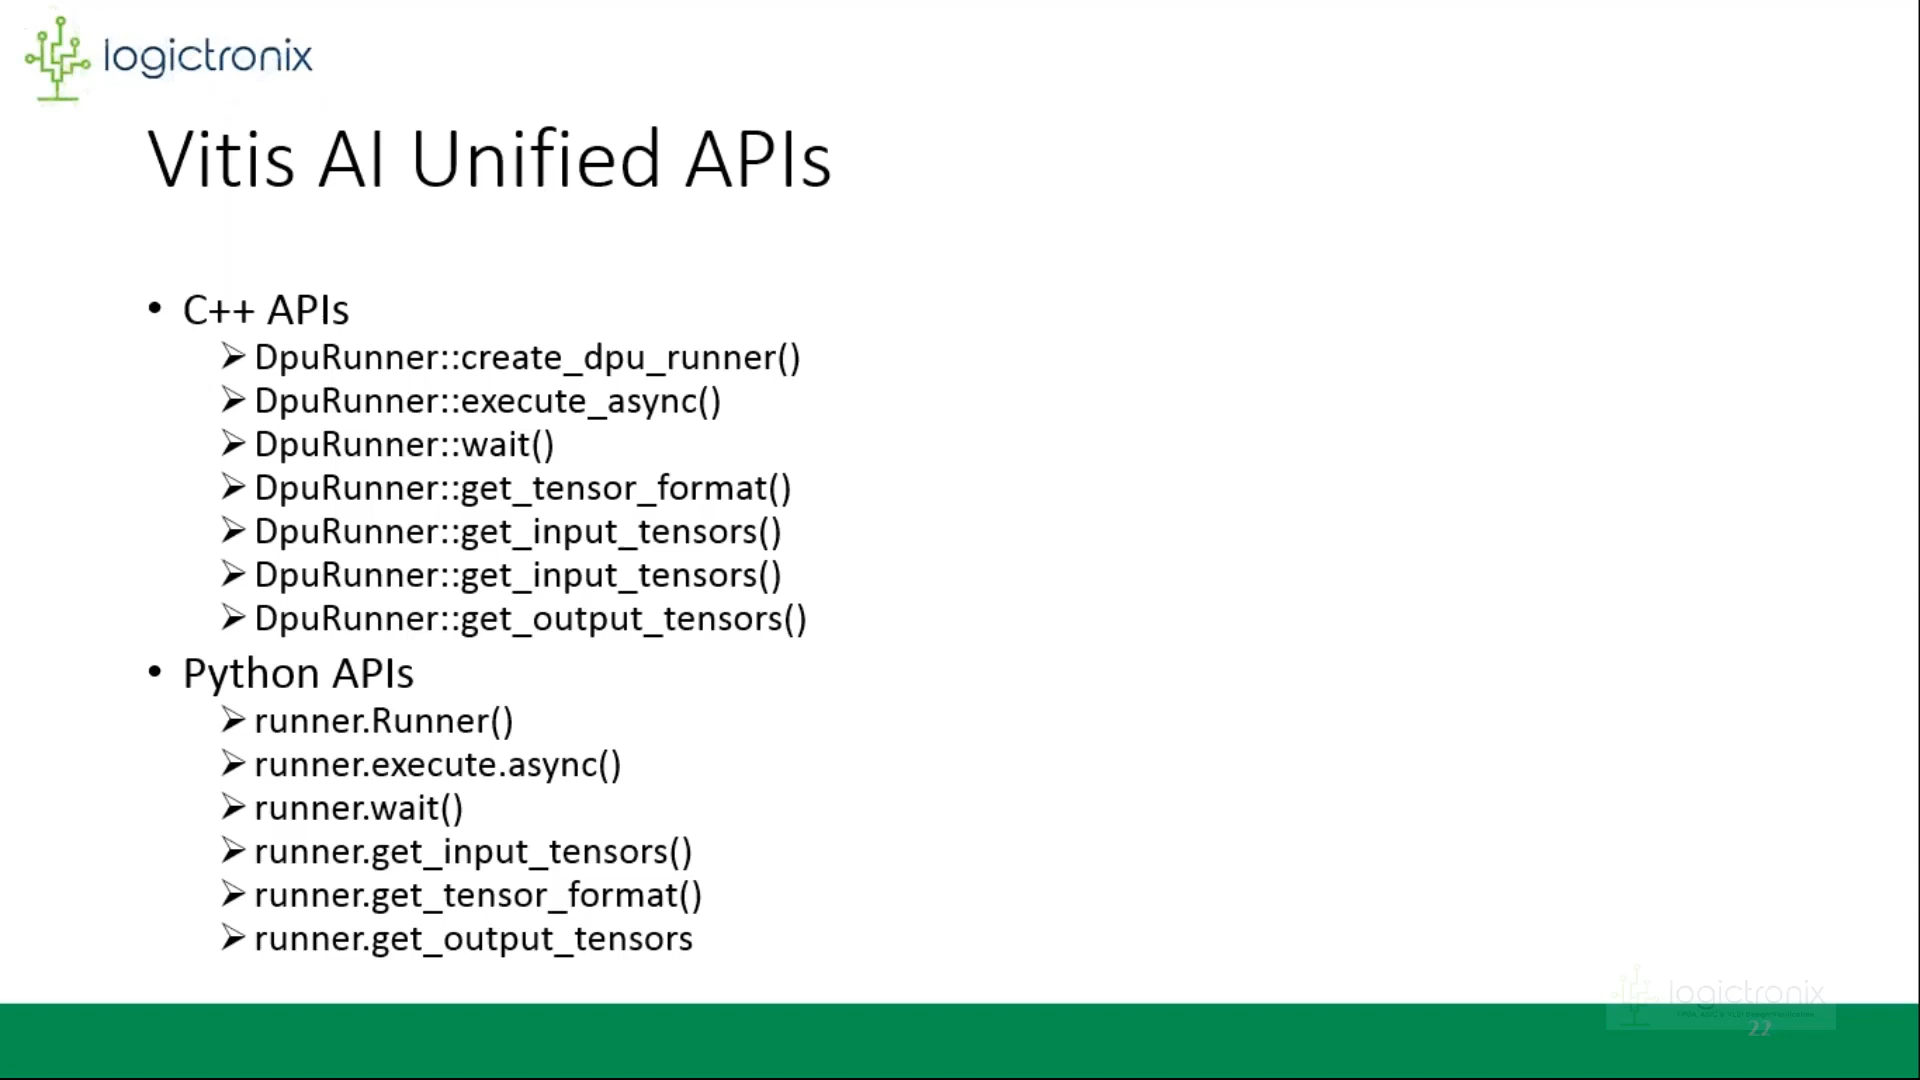 logictronix
Vitis AI Unified APIs
• C++ APIs
➢ DpuRunner::create_dpu_runner()
➢ DpuRunner::execute_async()
➢ DpuRunner::wait()
➢ DpuRunner::get_tensor_format()
➢ DpuRunner::get_input_tensors()
➢ DpuRunner::get_input_tensors()
➢ DpuRunner::get_output_tensors()
• Python APIs
➢ runner.Runner()
➢ runner.execute.async()
➢ runner.wait()
➢ runner.get_input_tensors()
➢ runner.get_tensor_format()
➢ runner.get_output_tensors
logictronix
22